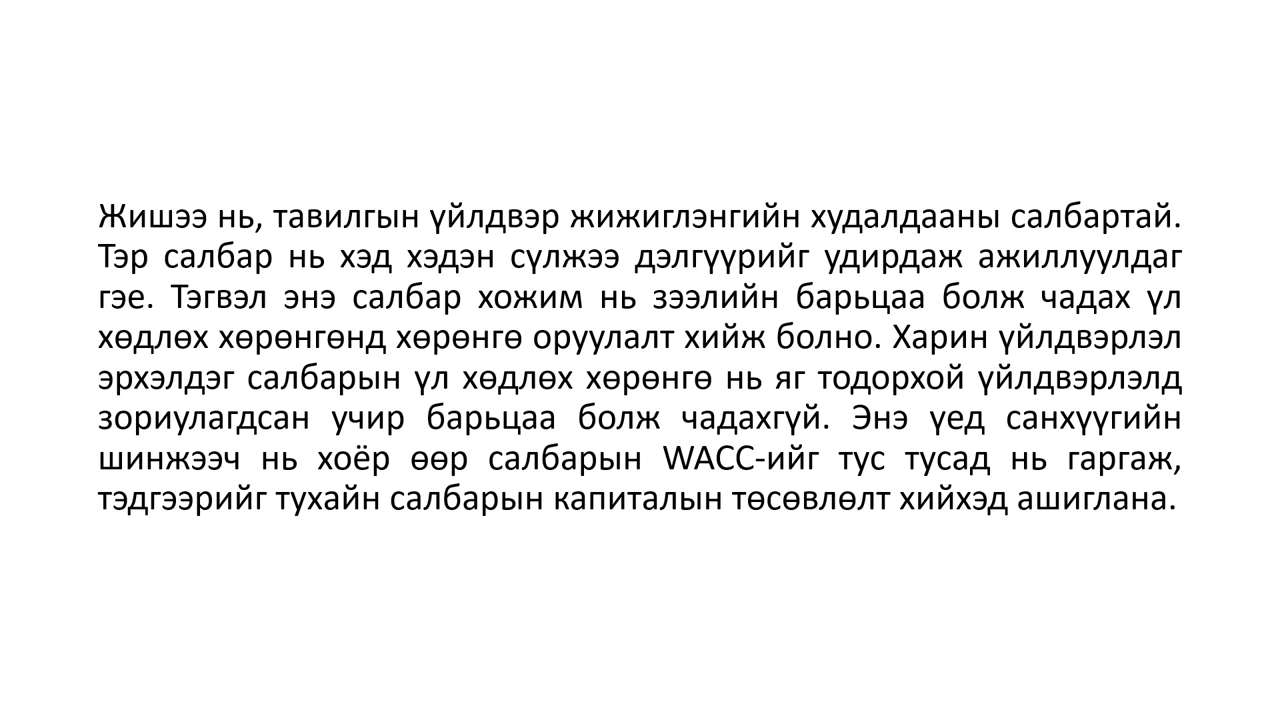 Жишээ нь, тавилгын үйлдвэр жижиглэнгийн худалдааны салбартай.
Тэр салбар нь хэд хэдэн сүлжээ дэлгүүрийг удирдаж ажиллуулдаг
гэе. Тэгвэл энэ салбар хожим нь зээлийн барьцаа болж чадах үл
хөдлөх хөрөнгөнд хөрөнгө оруулалт хийж болно. Харин үйлдвэрлэл
эрхэлдэг салбарын үл хөдлөх хөрөнгө нь яг тодорхой үйлдвэрлэлд
зориулагдсан учир барьцаа болж чадахгүй. Энэ үед санхүүгийн
шинжээч нь хоёр өөр салбарын WACC-ийг тус тусад нь гаргаж,
тэдгээрийг тухайн салбарын капиталын төсөвлөлт хийхэд ашиглана.